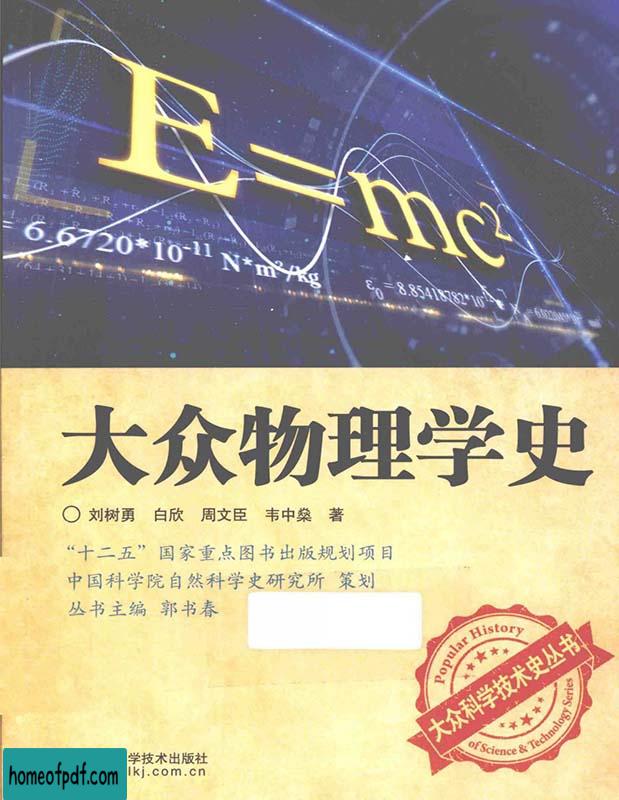 E=mc²
= 6.6720*10⁻¹¹ N*m²/kg
ε₀ = 8.85418782*10
大众物理学史
刘树勇 白欣 周文臣 韦中燊 著
“十二五”国家重点图书出版规划项目
中国科学院自然科学史研究所 策划
丛书主编 郭书春
Popular History
大众科学技术史丛书
of Science & Technology Series
学技术出版社
lkj.com.cn
homeofpdf.com